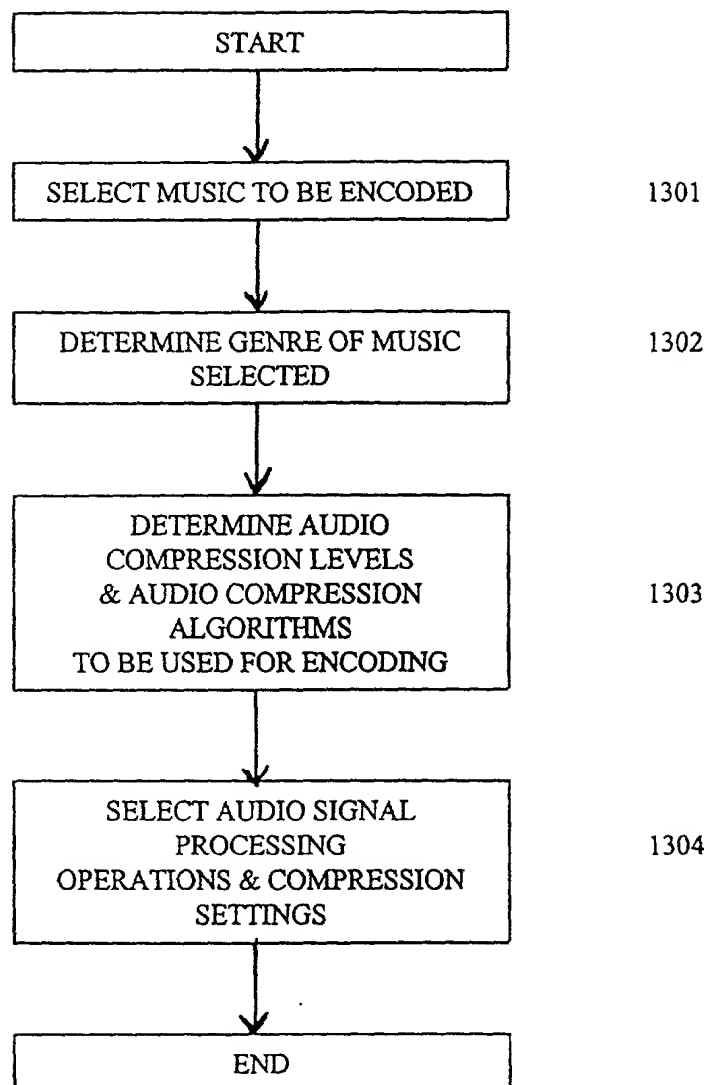 START
SELECT MUSIC TO BE ENCODED 1301
DETERMINE GENRE OF MUSIC 1302
SELECTED
DETERMINE AUDIO
COMPRESSION LEVELS
& AUDIO COMPRESSION 1303
ALGORITHMS
TO BE USED FOR ENCODING
SELECT AUDIO SIGNAL
PROCESSING 1304
OPERATIONS & COMPRESSION
SETTINGS
END